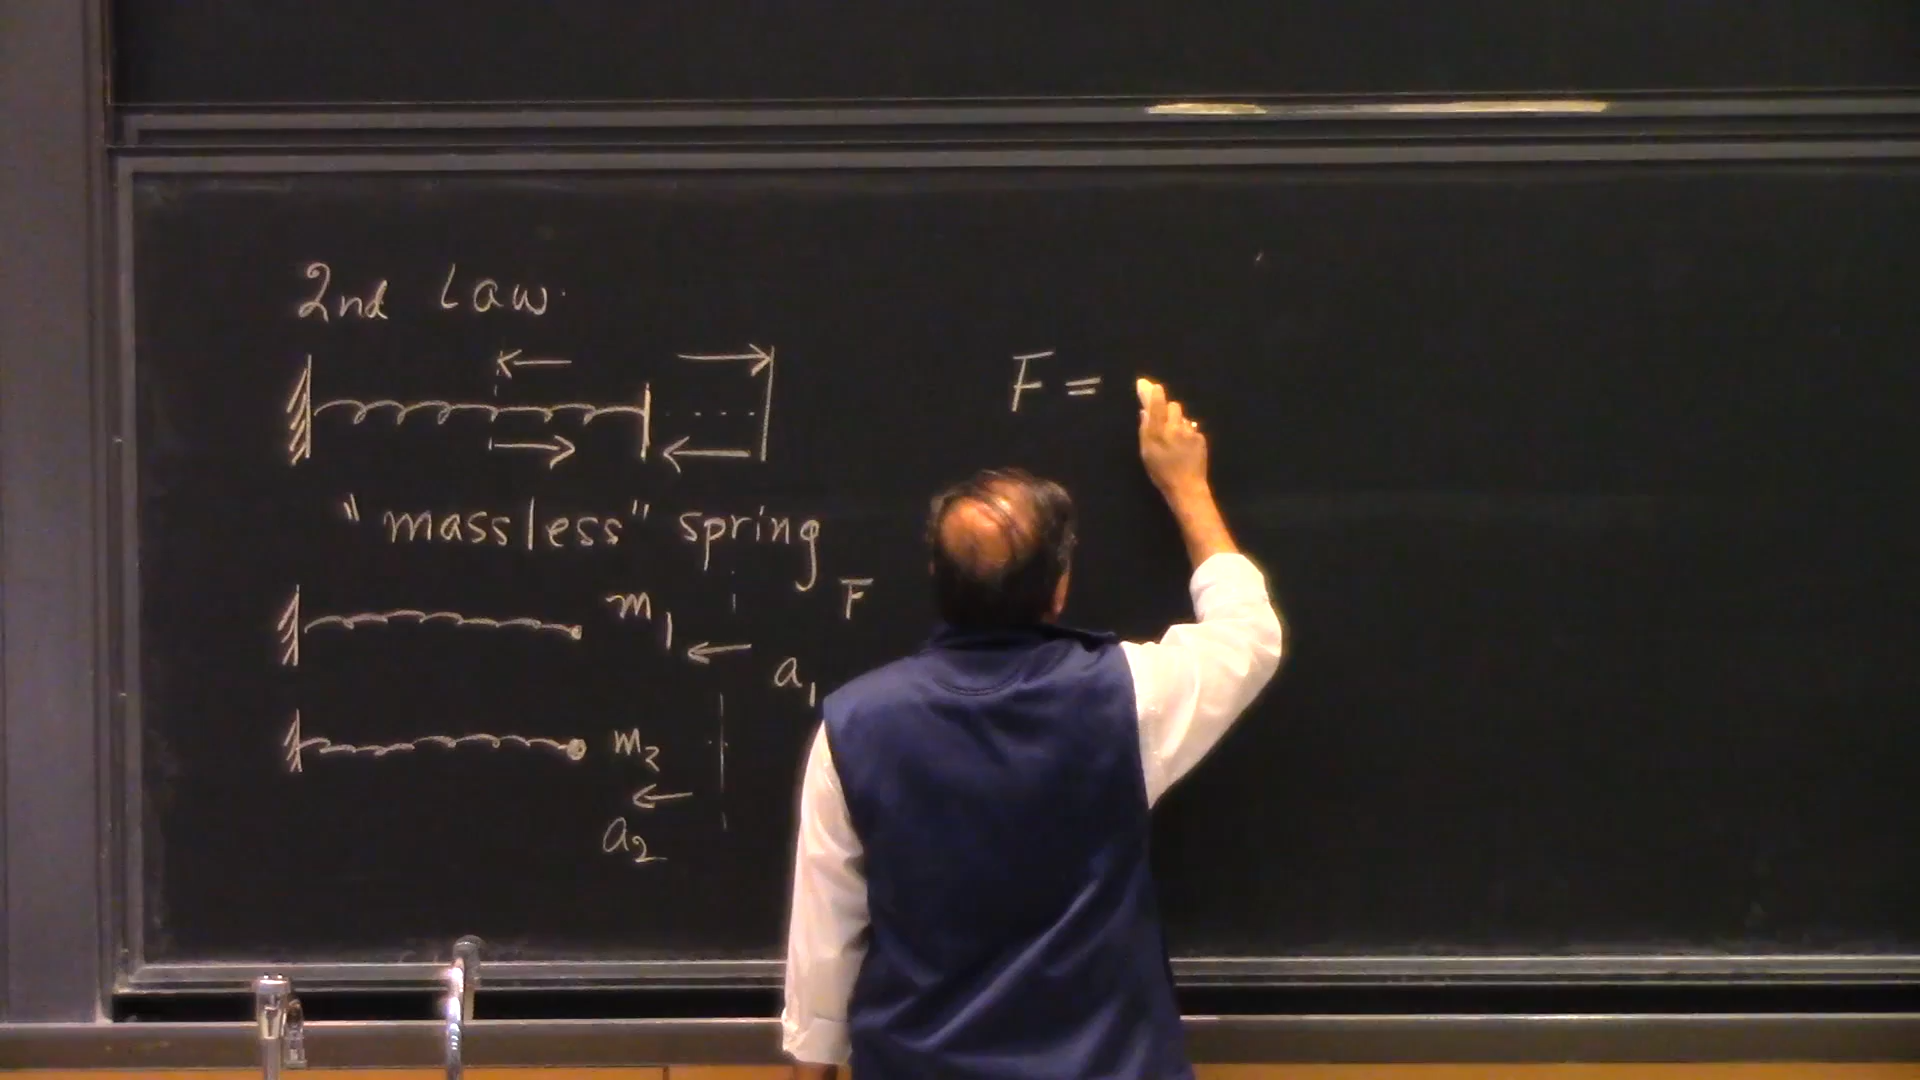 2nd Law.
F =
"massless" spring
m₁ F
a₁
m₂
a₂